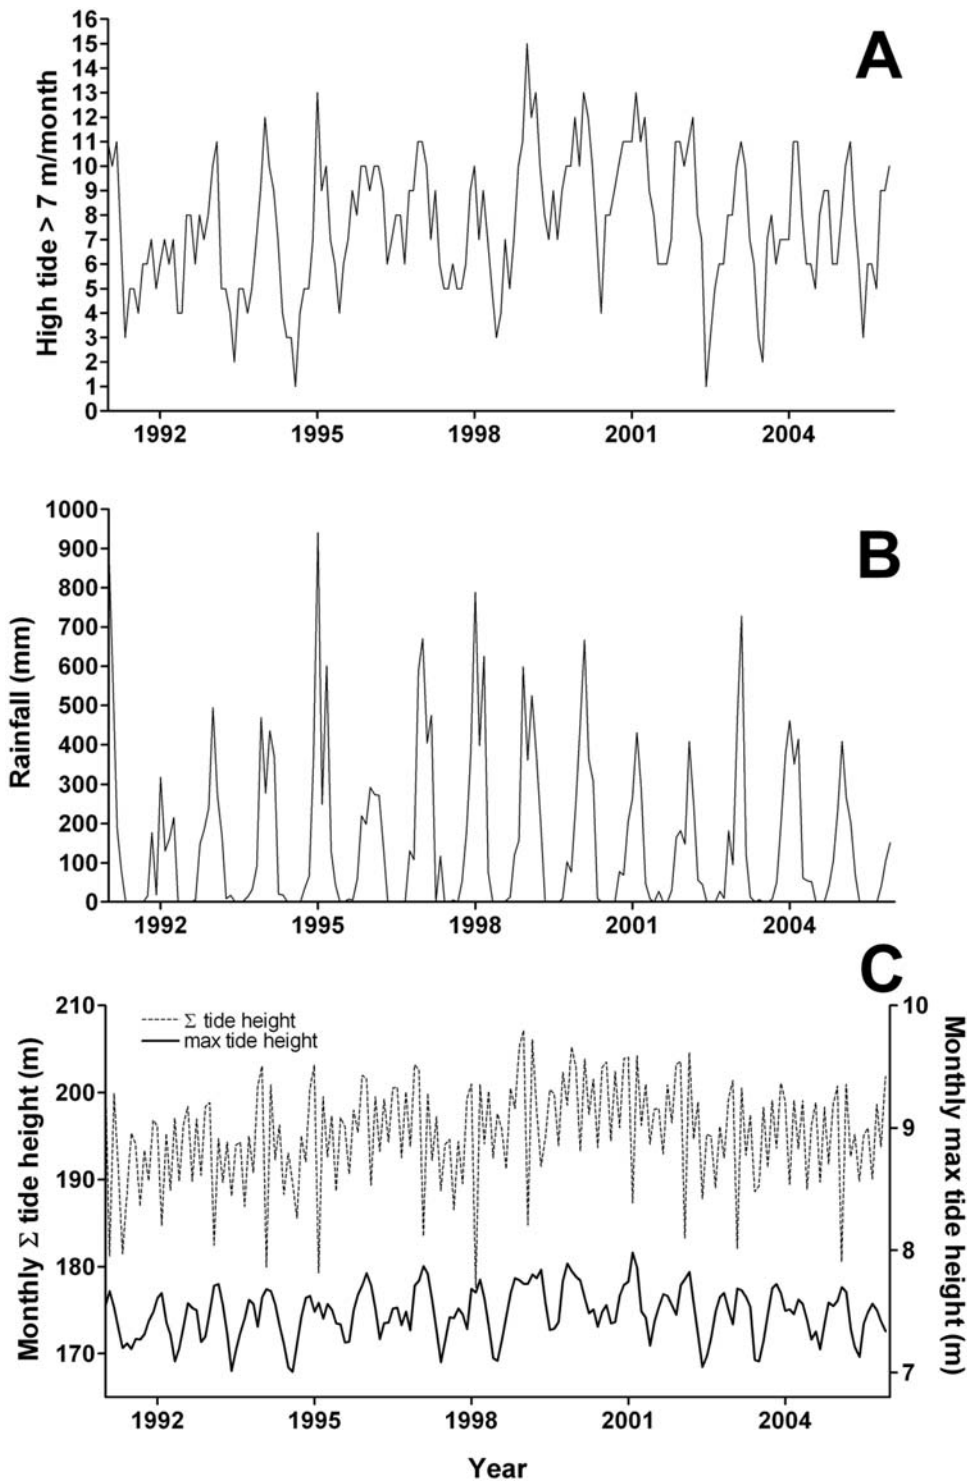 A
High tide > 7 m/month
16
15
14
13
12
11
10
9
8
7
6
5
4
3
2
1
0
1992 1995 1998 2001 2004
B
Rainfall (mm)
1000
900
800
700
600
500
400
300
200
100
0
1992 1995 1998 2001 2004
C
Monthly Σ tide height (m)
210
200
190
180
170
Σ tide height
max tide height
10
9
8
7
Monthly max tide height (m)
1992 1995 1998 2001 2004
Year